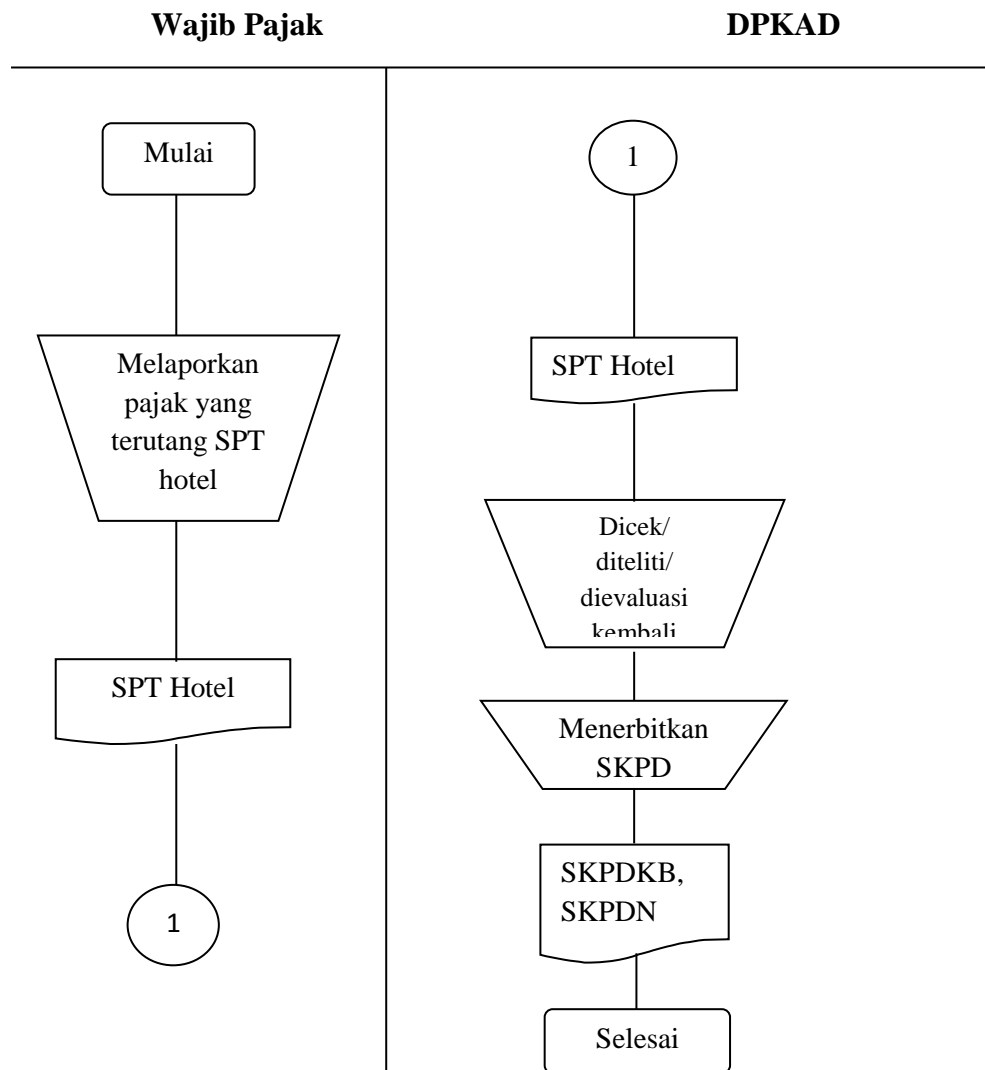 Wajib Pajak
DPKAD
Mulai
Melaporkan
pajak yang
terutang SPT
hotel
SPT Hotel
1
1
SPT Hotel
Dicek/
diteliti/
dievaluasi
kembali
Menerbitkan
SKPD
SKPDKB,
SKPDN
Selesai